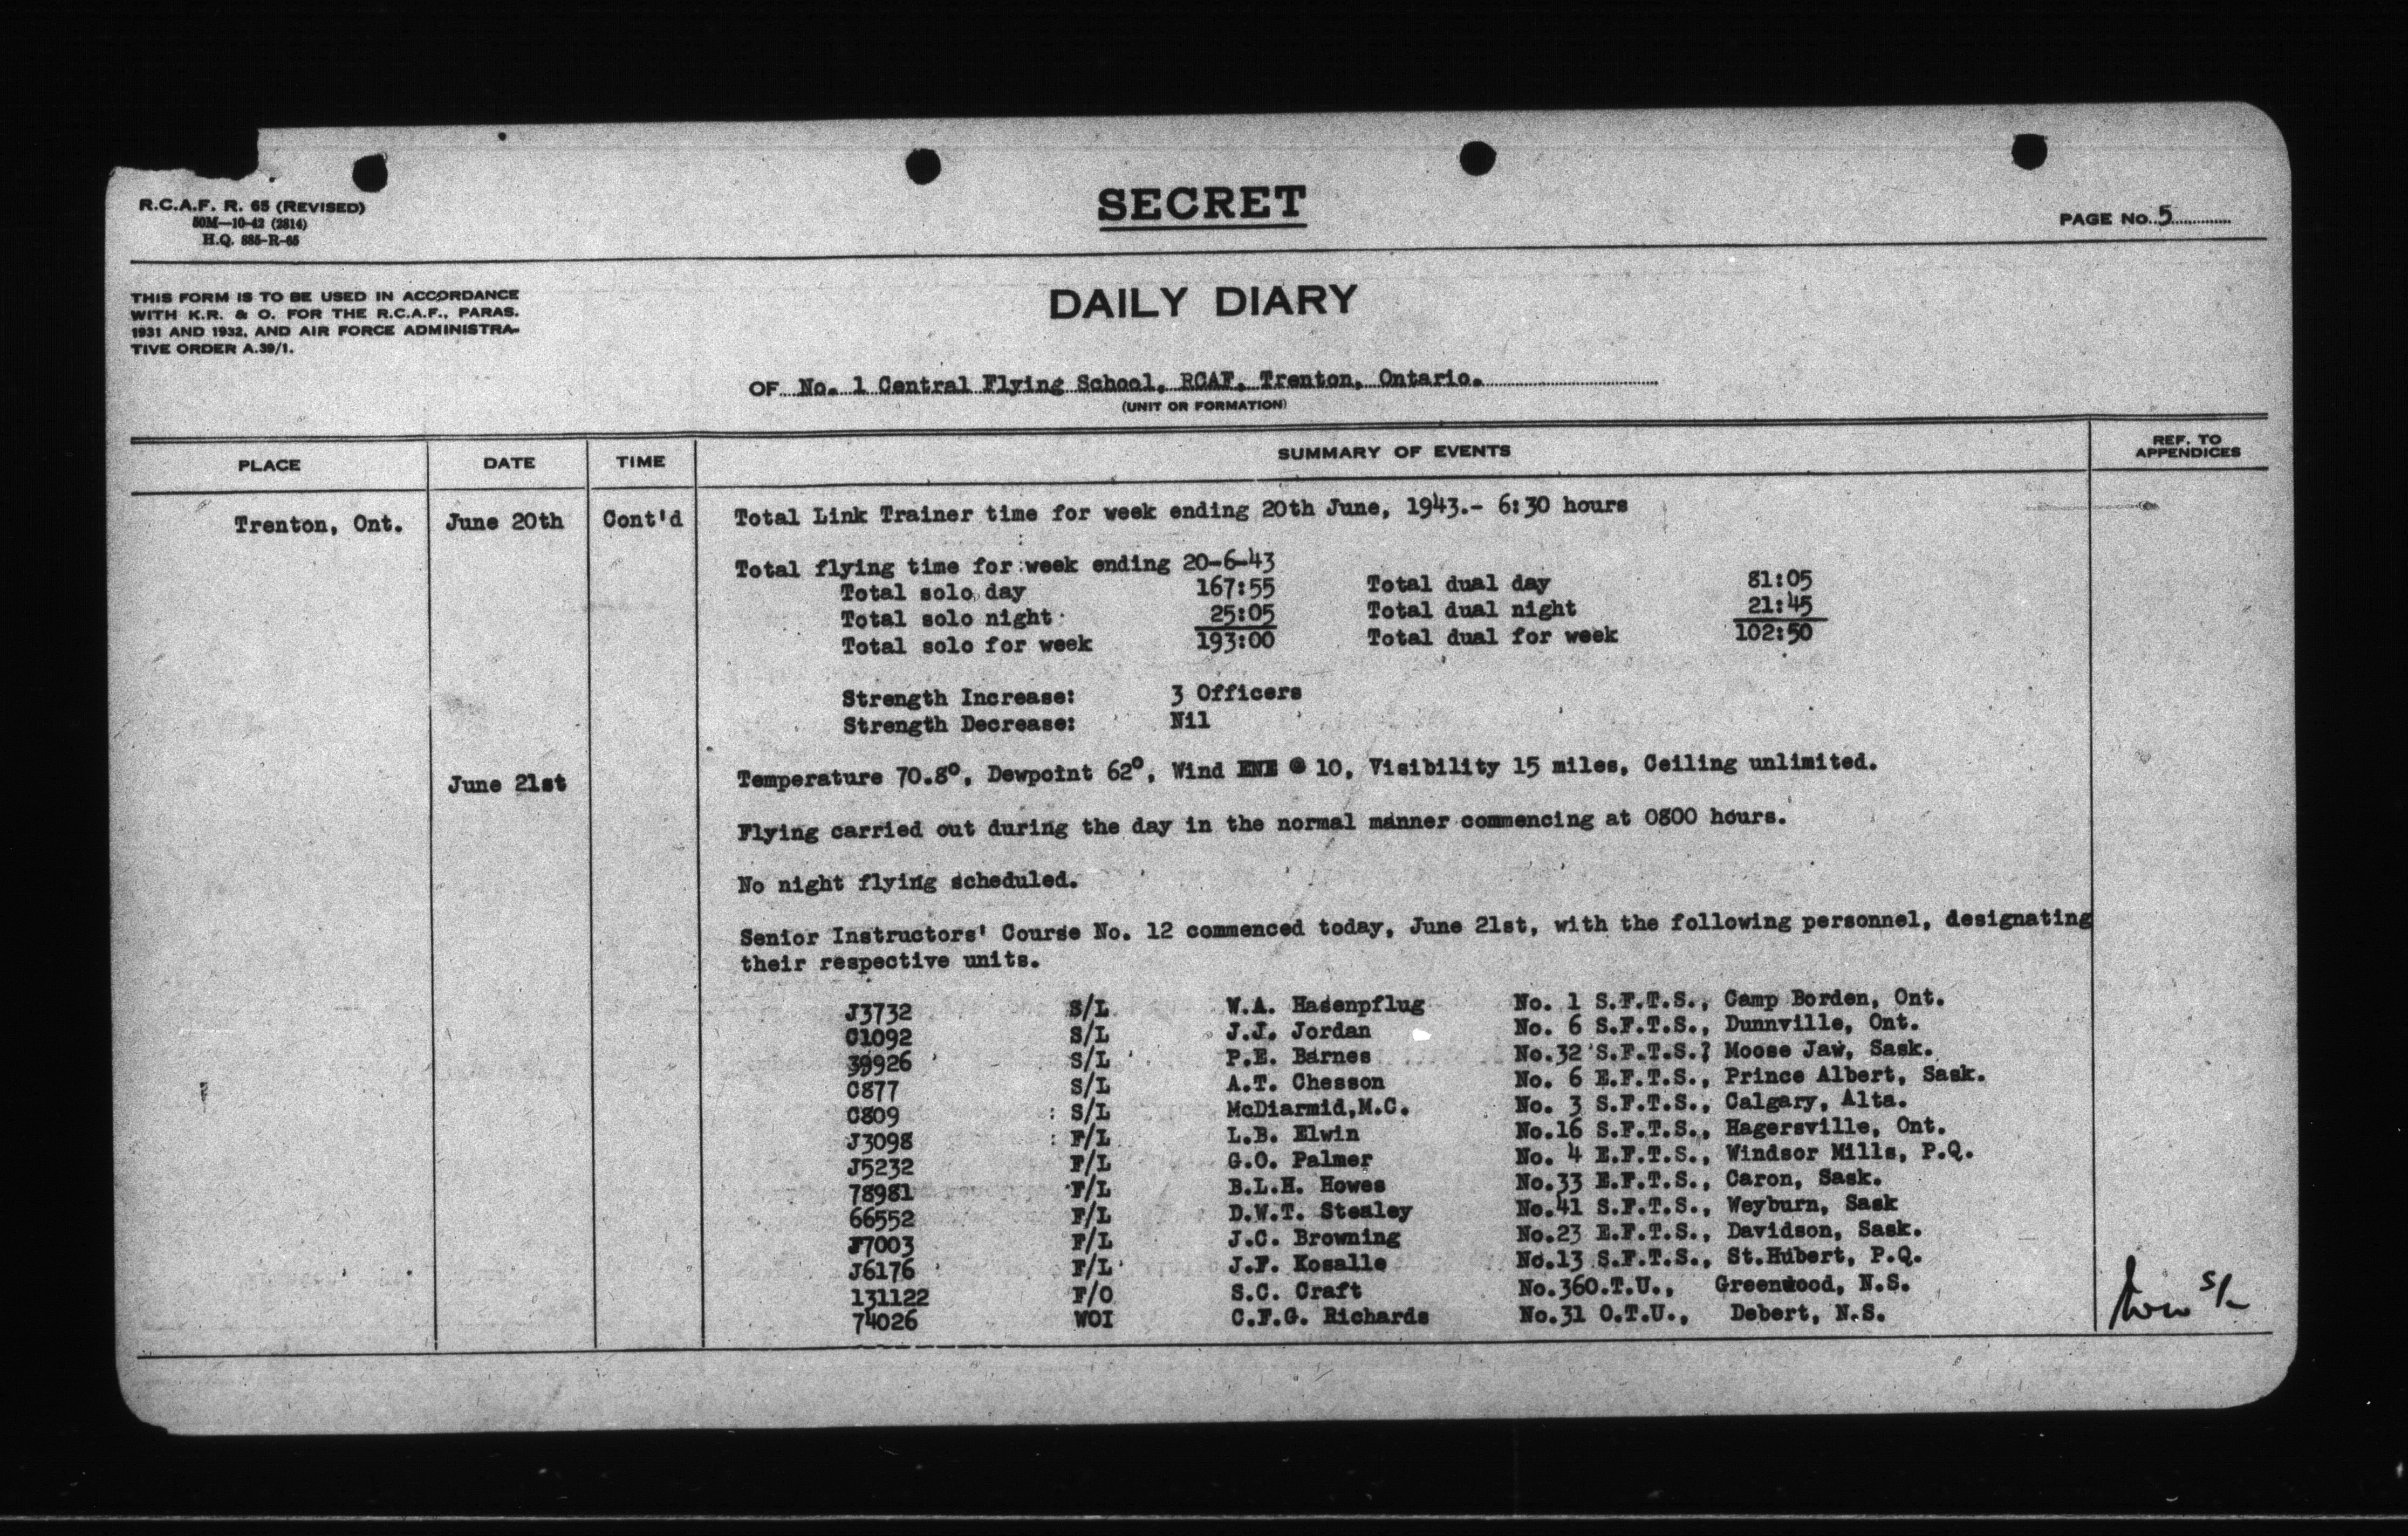 R.C.A.F. R. 65 (REVISED)
50M—10-42 (2814)
H.Q. 885-R-65
SECRET
PAGE NO. 5
THIS FORM IS TO BE USED IN ACCORDANCE
WITH K.R. & O. FOR THE R.C.A.F., PARAS.
1931 AND 1932, AND AIR FORCE ADMINISTRA-
TIVE ORDER A.39/1.
DAILY DIARY
OF No. 1 Central Flying School, RCAF, Trenton, Ontario.
(UNIT OR FORMATION)
PLACE DATE TIME SUMMARY OF EVENTS REF. TO APPENDICES
Trenton, Ont. June 20th Cont'd Total Link Trainer time for week ending 20th June, 1943.- 6:30 hours
Total flying time for week ending 20-6-43
Total solo day 167:55 Total dual day 81:05
Total solo night 25:05 Total dual night 21:45
Total solo for week 193:00 Total dual for week 102:50
Strength Increase: 3 Officers
Strength Decrease: Nil
June 21st Temperature 70.8°, Dewpoint 62°, Wind ENE @ 10, Visibility 15 miles, Ceiling unlimited.
Flying carried out during the day in the normal manner commencing at 0800 hours.
No night flying scheduled.
Senior Instructors' Course No. 12 commenced today, June 21st, with the following personnel, designating
their respective units.
J3732 S/L W.A. Hasenpflug No. 1 S.F.T.S., Camp Borden, Ont.
C1092 S/L J.J. Jordan No. 6 S.F.T.S., Dunnville, Ont.
39926 S/L P.E. Barnes No.32 S.F.T.S., Moose Jaw, Sask.
C877 S/L A.T. Chesson No. 6 E.F.T.S., Prince Albert, Sask.
C809 S/L McDiarmid,M.C. No. 3 S.F.T.S., Calgary, Alta.
J3098 F/L L.B. Elwin No.16 S.F.T.S., Hagersville, Ont.
J5232 F/L G.O. Palmer No. 4 E.F.T.S., Windsor Mills, P.Q.
78981 F/L B.L.H. Howes No.33 E.F.T.S., Caron, Sask.
66552 F/L D.W.T. Stealey No.41 S.F.T.S., Weyburn, Sask
J7003 F/L J.C. Browning No.23 E.F.T.S., Davidson, Sask.
J6176 F/L J.F. Kosalle No.13 S.F.T.S., St.Hubert, P.Q.
131122 F/O S.C. Craft No.360.T.U., Greenwood, N.S.
74026 WOI C.F.G. Richards No.31 O.T.U., Debert, N.S.
S/L